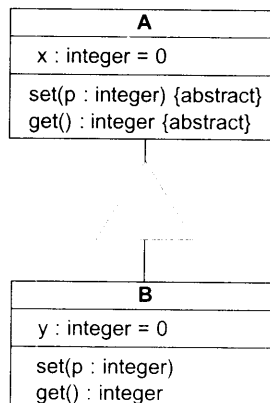 A
x : integer = 0
set(p : integer) {abstract}
get() : integer {abstract}
B
y : integer = 0
set(p : integer)
get() : integer